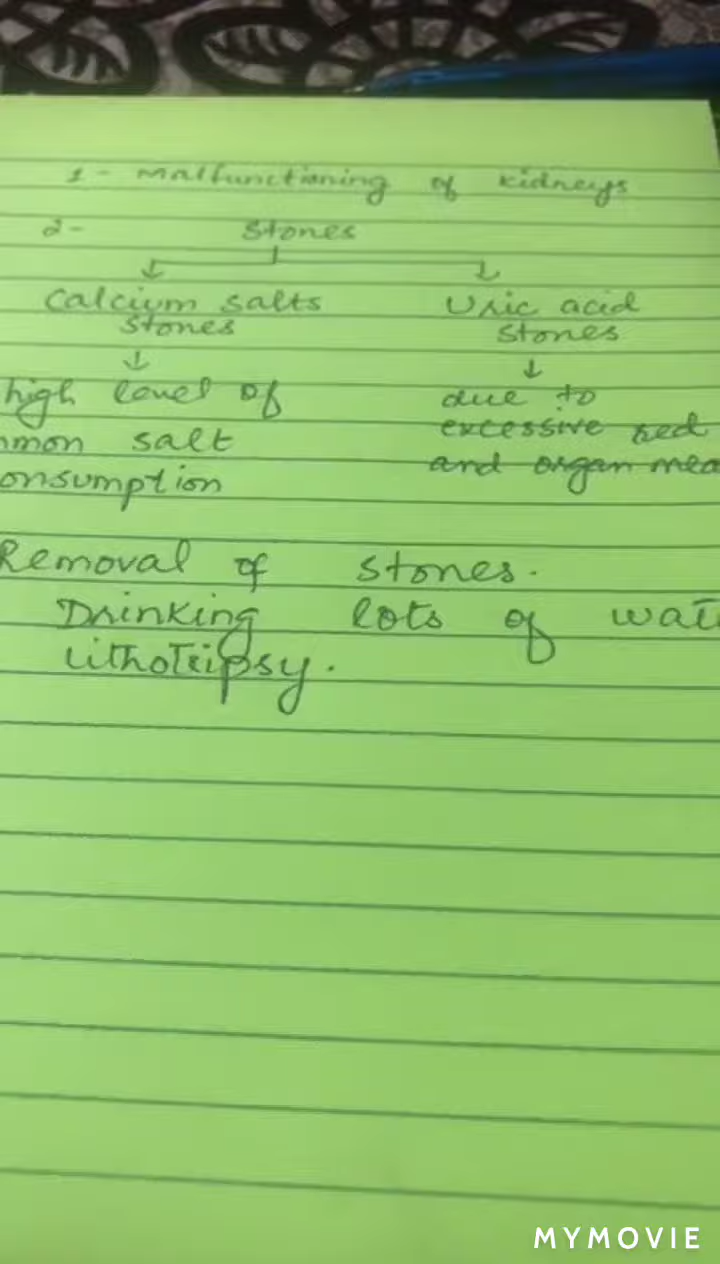 1- Malfunctioning of kidneys
2- Stones
Calcium salts stones
Uric acid stones
high level of
mmon salt
onsumption
due to
excessive red
and organ mea
Removal of stones.
Drinking lots of wat
Lithotripsy.
MYMOVIE